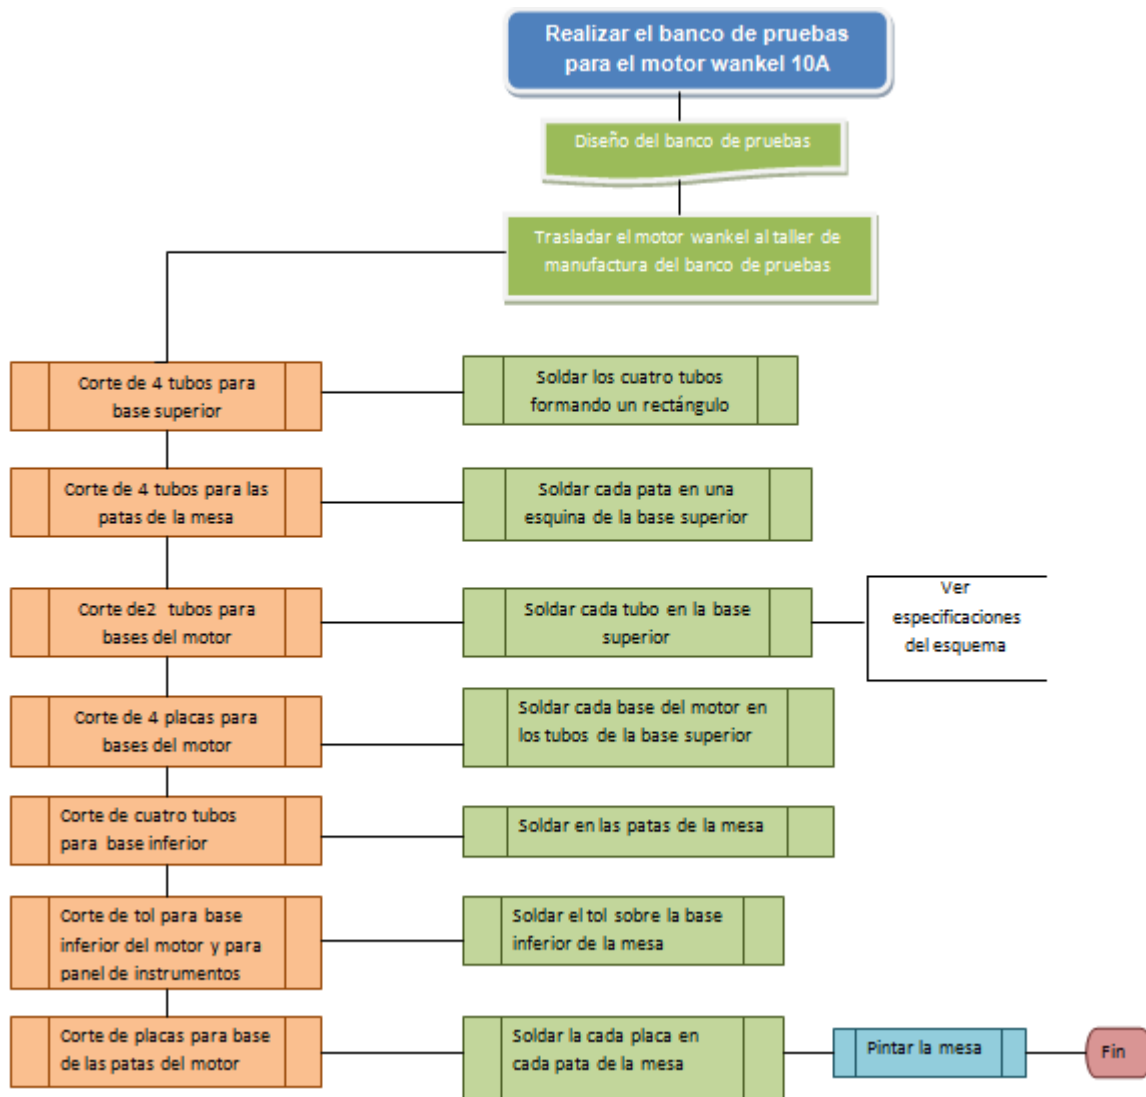 Realizar el banco de pruebas
para el motor wankel 10A
Diseño del banco de pruebas
Trasladar el motor wankel al taller de
manufactura del banco de pruebas
Corte de 4 tubos para
base superior
Soldar los cuatro tubos
formando un rectángulo
Corte de 4 tubos para las
patas de la mesa
Soldar cada pata en una
esquina de la base superior
Corte de2 tubos para
bases del motor
Soldar cada tubo en la base
superior
Ver
especificaciones
del esquema
Corte de 4 placas para
bases del motor
Soldar cada base del motor en
los tubos de la base superior
Corte de cuatro tubos
para base inferior
Soldar en las patas de la mesa
Corte de tol para base
inferior del motor y para
panel de instrumentos
Soldar el tol sobre la base
inferior de la mesa
Corte de placas para base
de las patas del motor
Soldar la cada placa en
cada pata de la mesa
Pintar la mesa
Fin